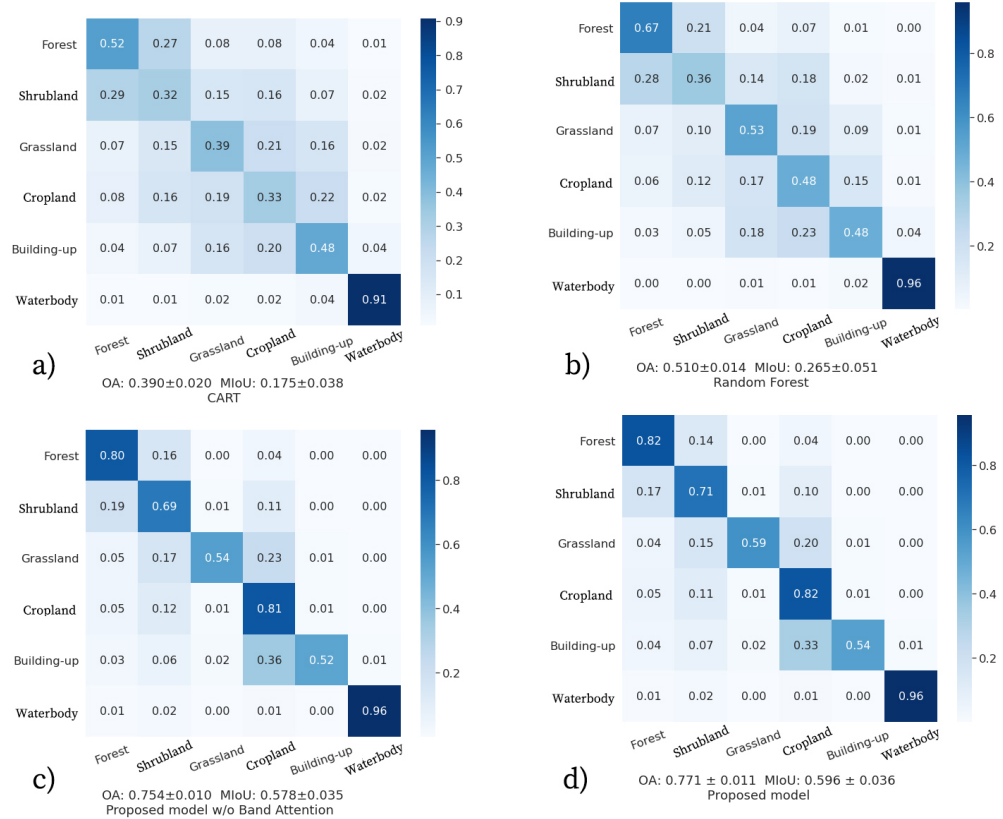 Forest 0.52 0.27 0.08 0.08 0.04 0.01
Shrubland 0.29 0.32 0.15 0.16 0.07 0.02
Grassland 0.07 0.15 0.39 0.21 0.16 0.02
Cropland 0.08 0.16 0.19 0.33 0.22 0.02
Building-up 0.04 0.07 0.16 0.20 0.48 0.04
Waterbody 0.01 0.01 0.02 0.02 0.04 0.91
Forest Shrubland Grassland Cropland Building-up Waterbody
0.9
0.8
0.7
0.6
0.5
0.4
0.3
0.2
0.1
a)
OA: 0.390±0.020 MIoU: 0.175±0.038
CART
Forest 0.67 0.21 0.04 0.07 0.01 0.00
Shrubland 0.28 0.36 0.14 0.18 0.02 0.01
Grassland 0.07 0.10 0.53 0.19 0.09 0.01
Cropland 0.06 0.12 0.17 0.48 0.15 0.01
Building-up 0.03 0.05 0.18 0.23 0.48 0.04
Waterbody 0.00 0.00 0.01 0.01 0.02 0.96
Forest Shrubland Grassland Cropland Building-up Waterbody
0.8
0.6
0.4
0.2
b)
OA: 0.510±0.014 MIoU: 0.265±0.051
Random Forest
Forest 0.80 0.16 0.00 0.04 0.00 0.00
Shrubland 0.19 0.69 0.01 0.11 0.00 0.00
Grassland 0.05 0.17 0.54 0.23 0.01 0.00
Cropland 0.05 0.12 0.01 0.81 0.01 0.00
Building-up 0.03 0.06 0.02 0.36 0.52 0.01
Waterbody 0.01 0.02 0.00 0.01 0.00 0.96
Forest Shrubland Grassland Cropland Building-up Waterbody
0.8
0.6
0.4
0.2
c)
OA: 0.754±0.010 MIoU: 0.578±0.035
Proposed model w/o Band Attention
Forest 0.82 0.14 0.00 0.04 0.00 0.00
Shrubland 0.17 0.71 0.01 0.10 0.00 0.00
Grassland 0.04 0.15 0.59 0.20 0.01 0.00
Cropland 0.05 0.11 0.01 0.82 0.01 0.00
Building-up 0.04 0.07 0.02 0.33 0.54 0.01
Waterbody 0.01 0.02 0.00 0.01 0.00 0.96
Forest Shrubland Grassland Cropland Building-up Waterbody
0.8
0.6
0.4
0.2
d)
OA: 0.771 ± 0.011 MIoU: 0.596 ± 0.036
Proposed model